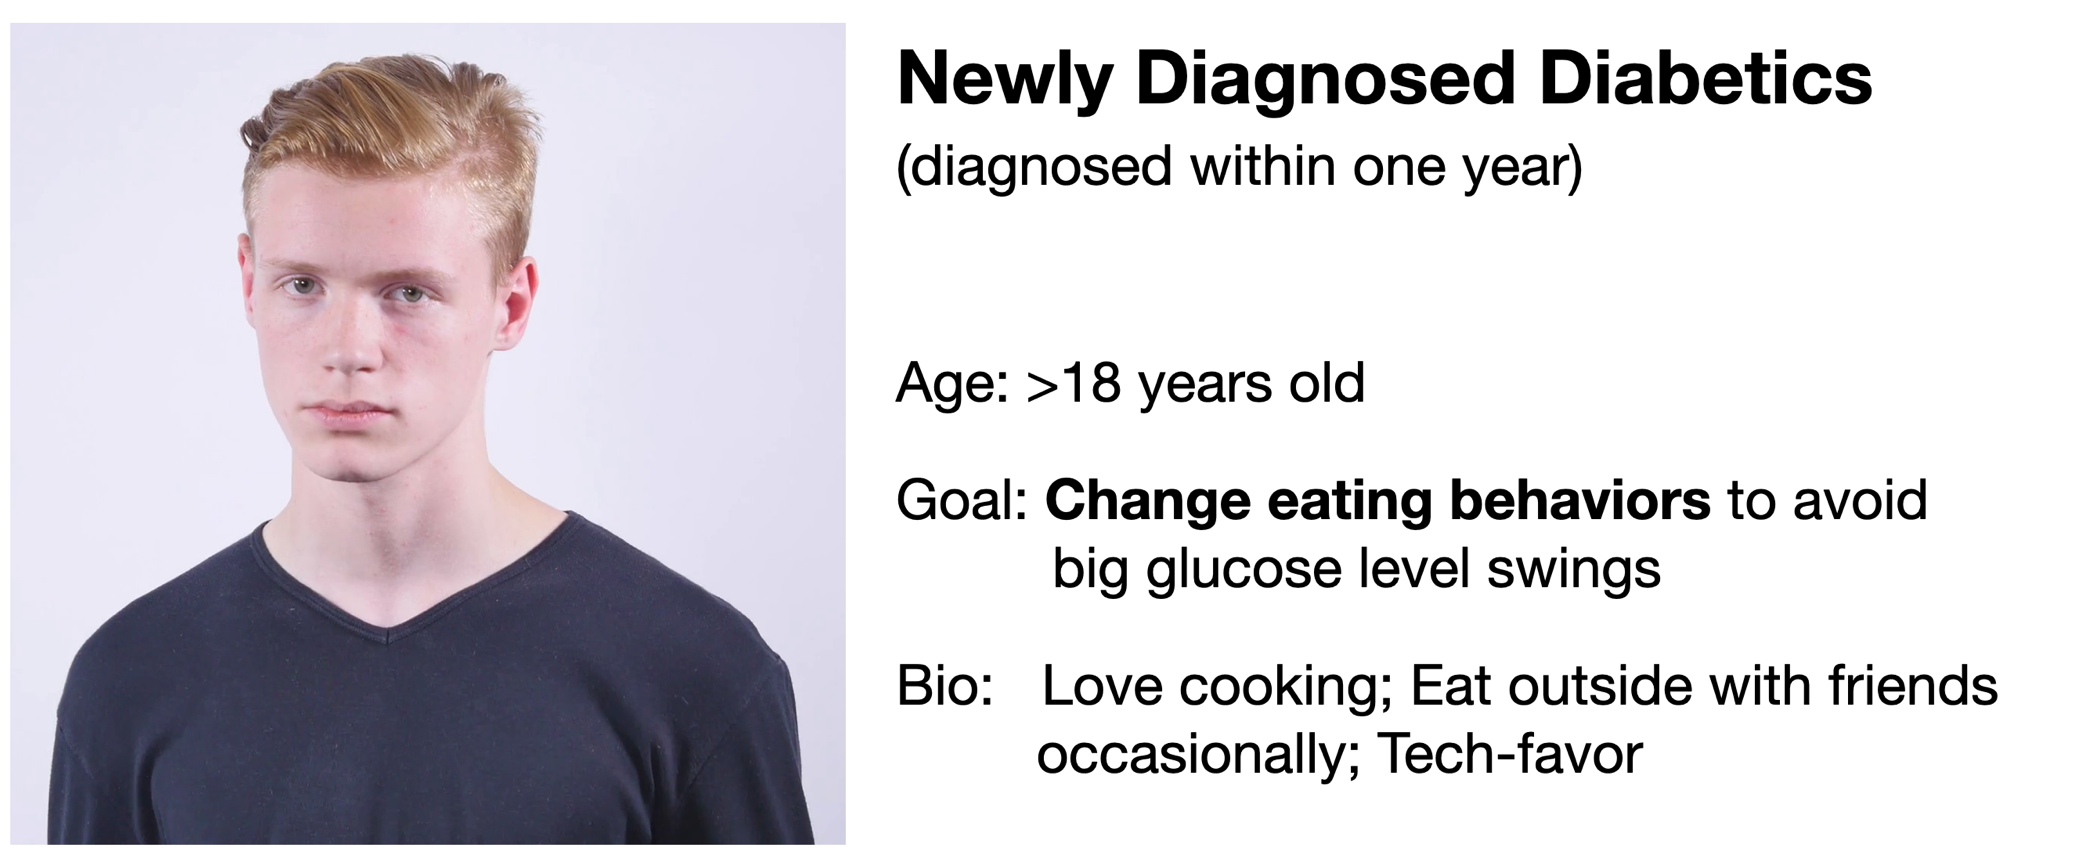 Newly Diagnosed Diabetics
(diagnosed within one year)
Age: >18 years old
Goal: Change eating behaviors to avoid
big glucose level swings
Bio: Love cooking; Eat outside with friends
occasionally; Tech-favor